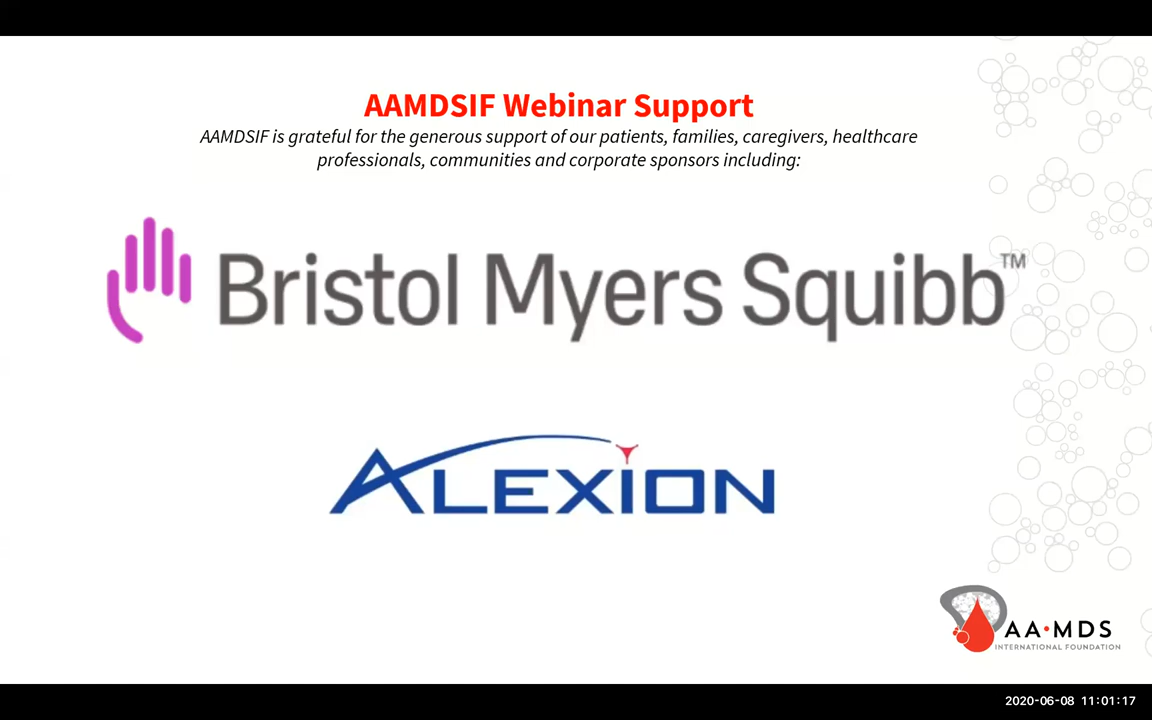 AAMDSIF Webinar Support
AAMDSIF is grateful for the generous support of our patients, families, caregivers, healthcare
professionals, communities and corporate sponsors including:
Bristol Myers Squibb™
ALEXION
AA·MDS
INTERNATIONAL FOUNDATION
2020-06-08 11:01:17